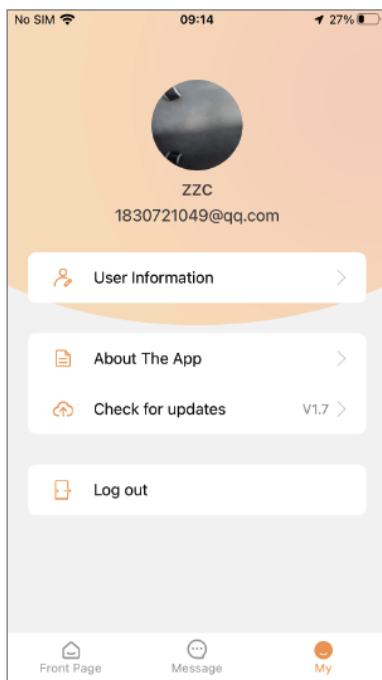 No SIM 09:14 27%
ZZC
1830721049@qq.com
User Information
About The App
Check for updates V1.7
Log out
Front Page Message My